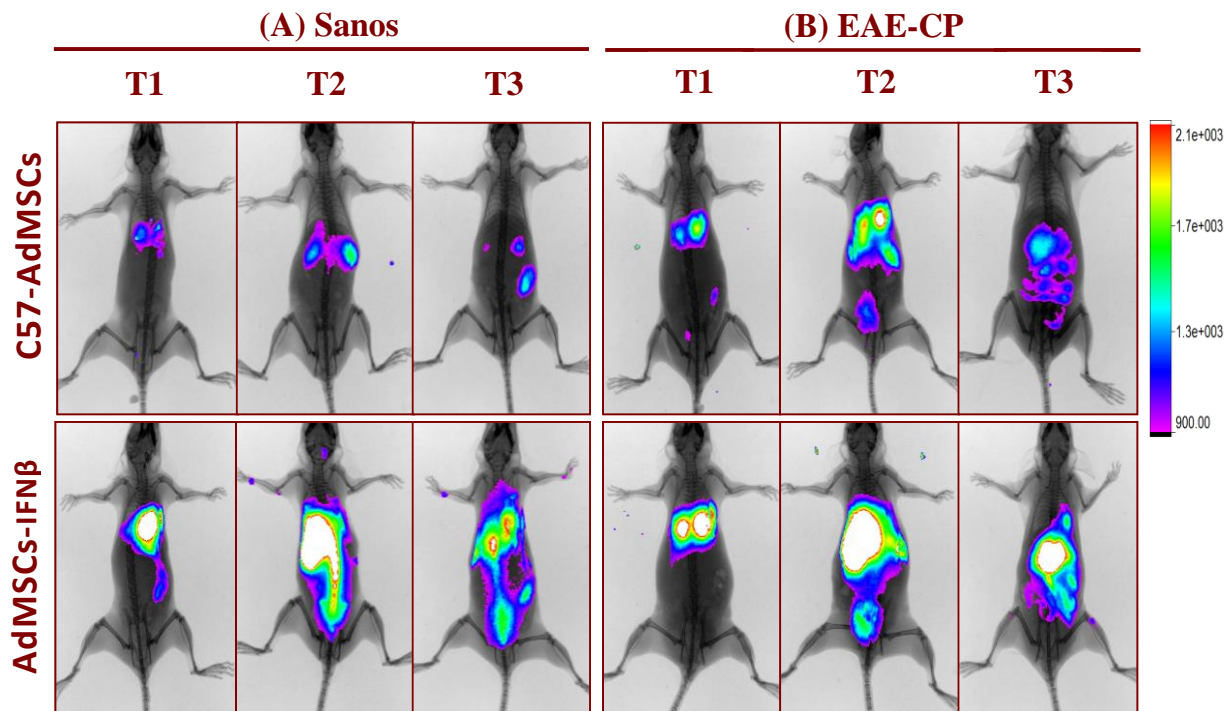 (A) Sanos
(B) EAE-CP
T1
T2
T3
T1
T2
T3
C57-AdMSCs
2.1e+003
1.7e+003
1.3e+003
900.00
AdMSCs-IFNβ